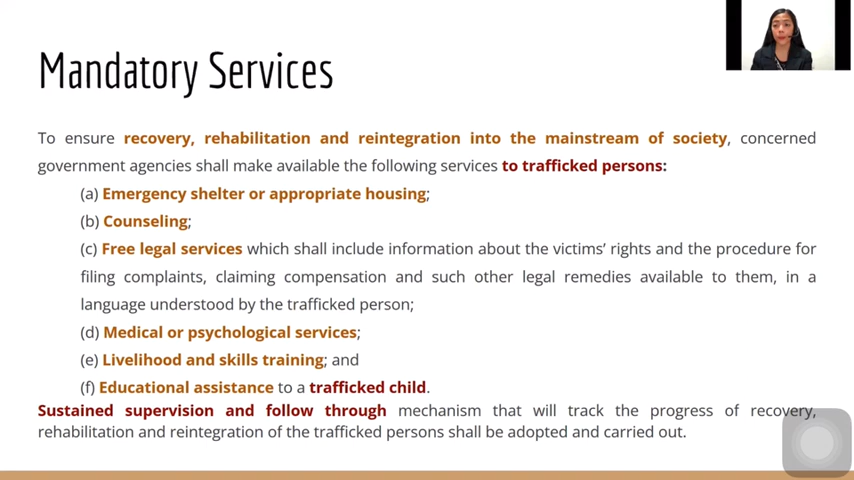 Mandatory Services
To ensure recovery, rehabilitation and reintegration into the mainstream of society, concerned
government agencies shall make available the following services to trafficked persons:
(a) Emergency shelter or appropriate housing;
(b) Counseling;
(c) Free legal services which shall include information about the victims’ rights and the procedure for
filing complaints, claiming compensation and such other legal remedies available to them, in a
language understood by the trafficked person;
(d) Medical or psychological services;
(e) Livelihood and skills training; and
(f) Educational assistance to a trafficked child.
Sustained supervision and follow through mechanism that will track the progress of recovery,
rehabilitation and reintegration of the trafficked persons shall be adopted and carried out.